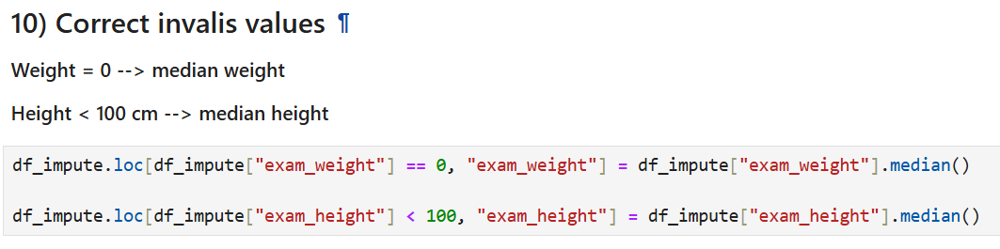 10) Correct invalis values ¶
Weight = 0 --> median weight
Height < 100 cm --> median height
df_impute.loc[df_impute["exam_weight"] == 0, "exam_weight"] = df_impute["exam_weight"].median()
df_impute.loc[df_impute["exam_height"] < 100, "exam_height"] = df_impute["exam_height"].median()